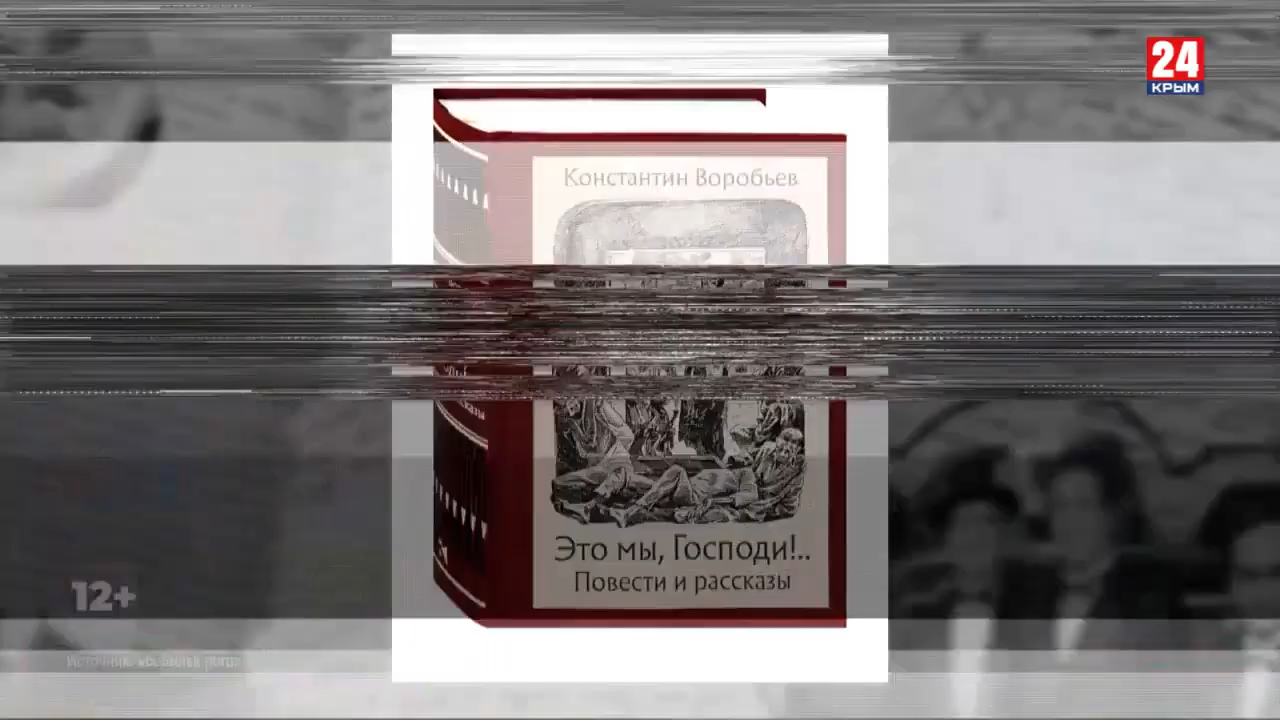 24
КРЫМ
Константин Воробьев
Это мы, Господи!..
Повести и рассказы
12+